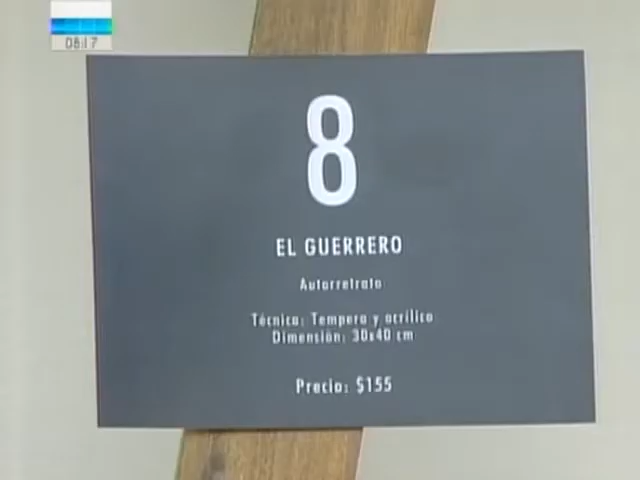 08:17
8
EL GUERRERO
Autorretrato
Técnica: Tempera y acrílico
Dimensión: 30x40 cm
Precio: $155